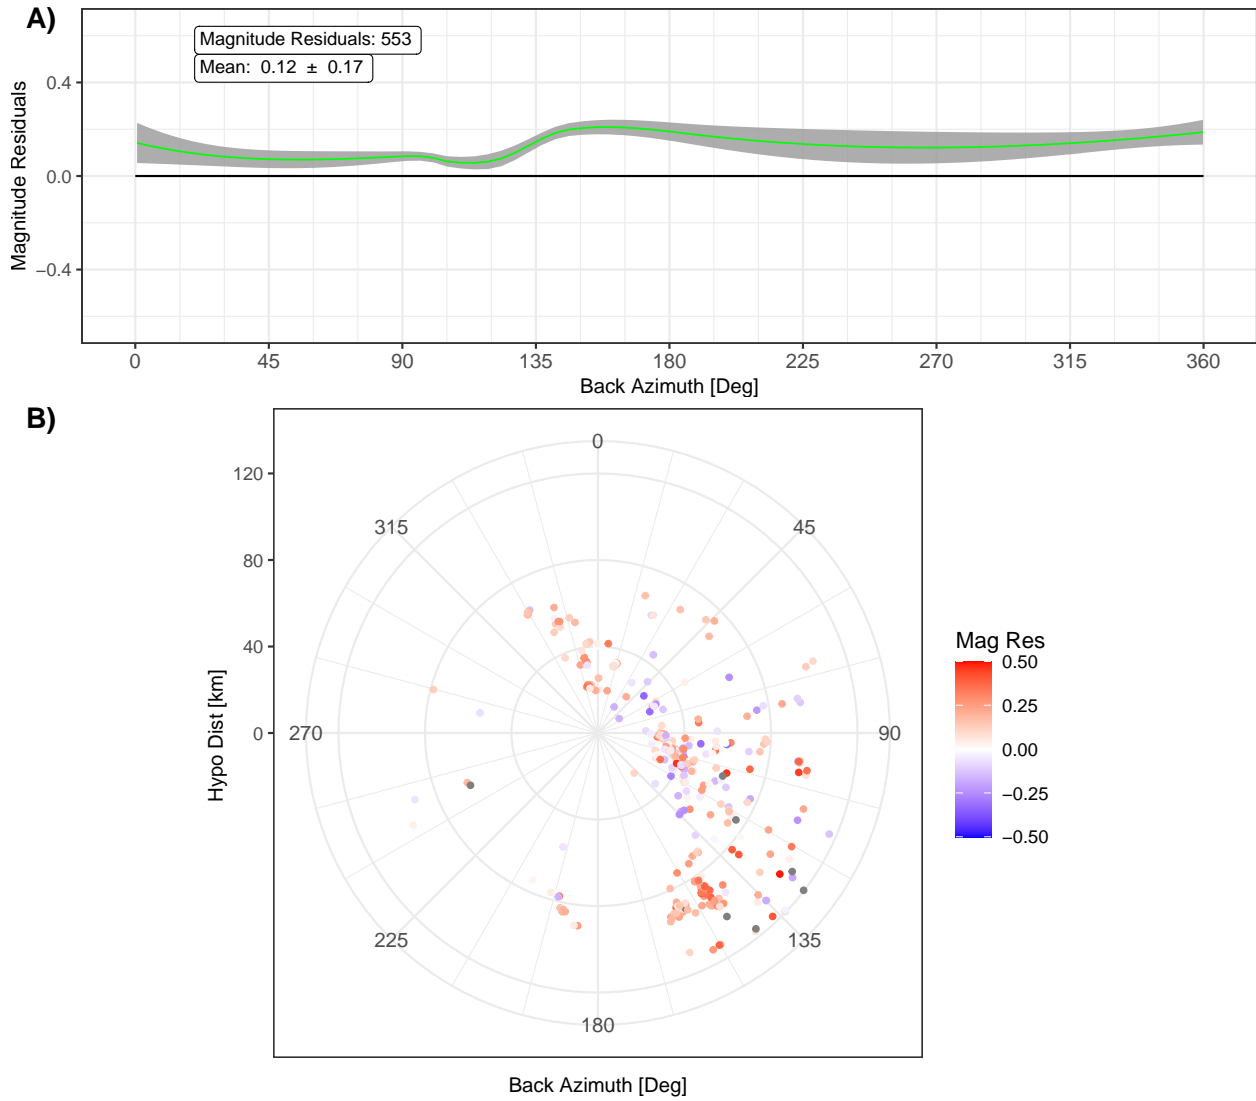 A)
Magnitude Residuals: 553
Mean:  0.12  ±  0.17
Magnitude Residuals
0.4
0.0
−0.4
0 45 90 135 180 225 270 315 360
Back Azimuth [Deg]
B)
Hypo Dist [km]
120
80
40
0
0
45
90
135
180
225
270
315
Back Azimuth [Deg]
Mag Res
0.50
0.25
0.00
−0.25
−0.50